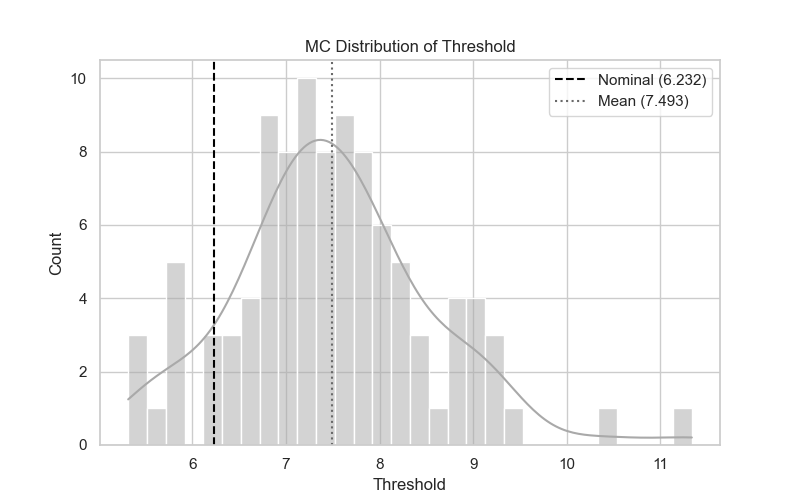 MC Distribution of Threshold
Nominal (6.232)
Mean (7.493)
Count
10
8
6
4
2
0
6 7 8 9 10 11
Threshold